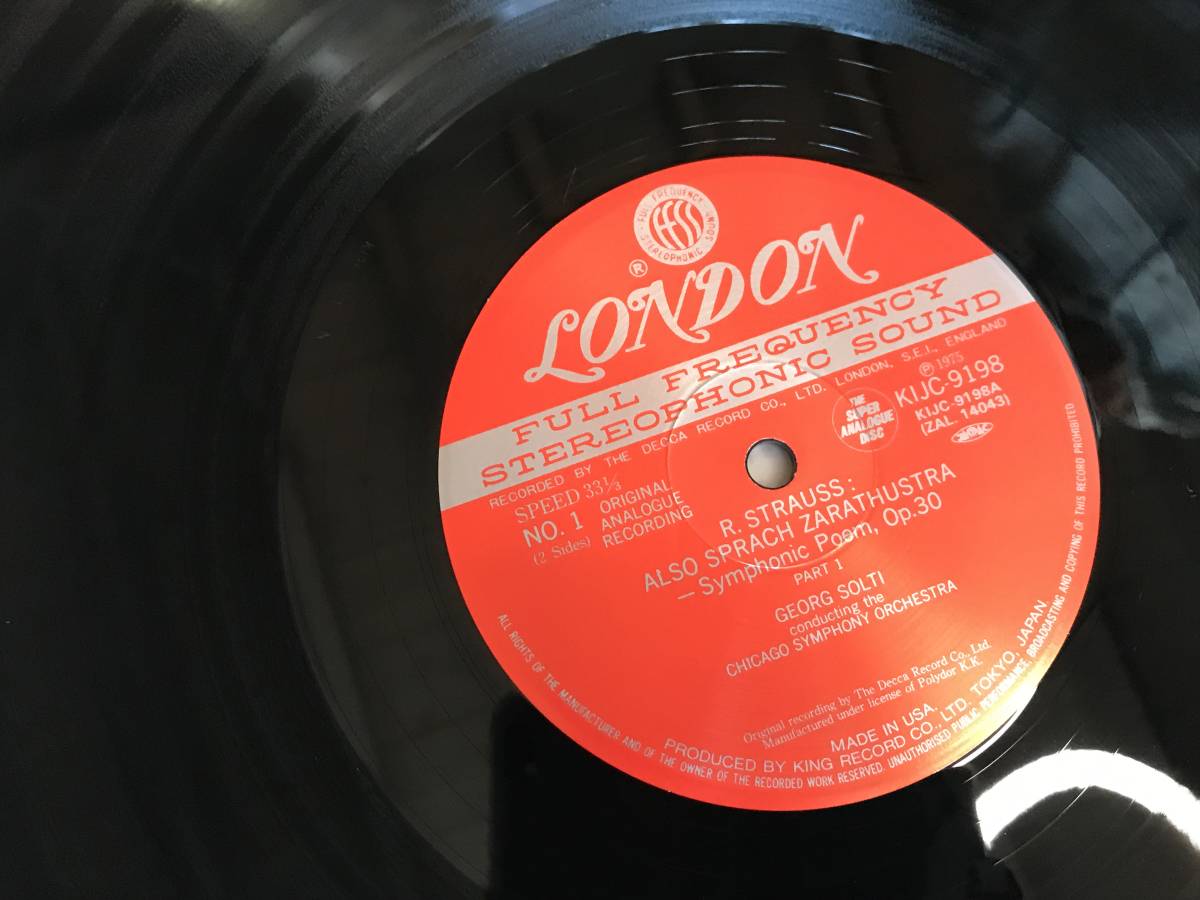 FULL FREQUENCY STEREOPHONIC SOUND
ffss
®
LONDON
FULL FREQUENCY
STEREOPHONIC SOUND
RECORDED BY THE DECCA RECORD CO., LTD. LONDON, S.E.I., ENGLAND
SPEED 33⅓
NO. 1
(2 Sides)
ORIGINAL
ANALOGUE
RECORDING
THE
SUPER
ANALOGUE
DISC
Ⓟ 1975
KIJC-9198
KIJC-9198A
(ZAL. 14043)
R. STRAUSS:
ALSO SPRACH ZARATHUSTRA
—Symphonic Poem, Op.30
PART 1
GEORG SOLTI
conducting the
CHICAGO SYMPHONY ORCHESTRA
Original recording by The Decca Record Co., Ltd.
Manufactured under license of Polydor K.K.
MADE IN USA.
PRODUCED BY KING RECORD CO., LTD. TOKYO, JAPAN
ALL RIGHTS OF THE MANUFACTURER AND OF THE OWNER OF THE RECORDED WORK RESERVED. UNAUTHORISED PUBLIC PERFORMANCE, BROADCASTING AND COPYING OF THIS RECORD PROHIBITED